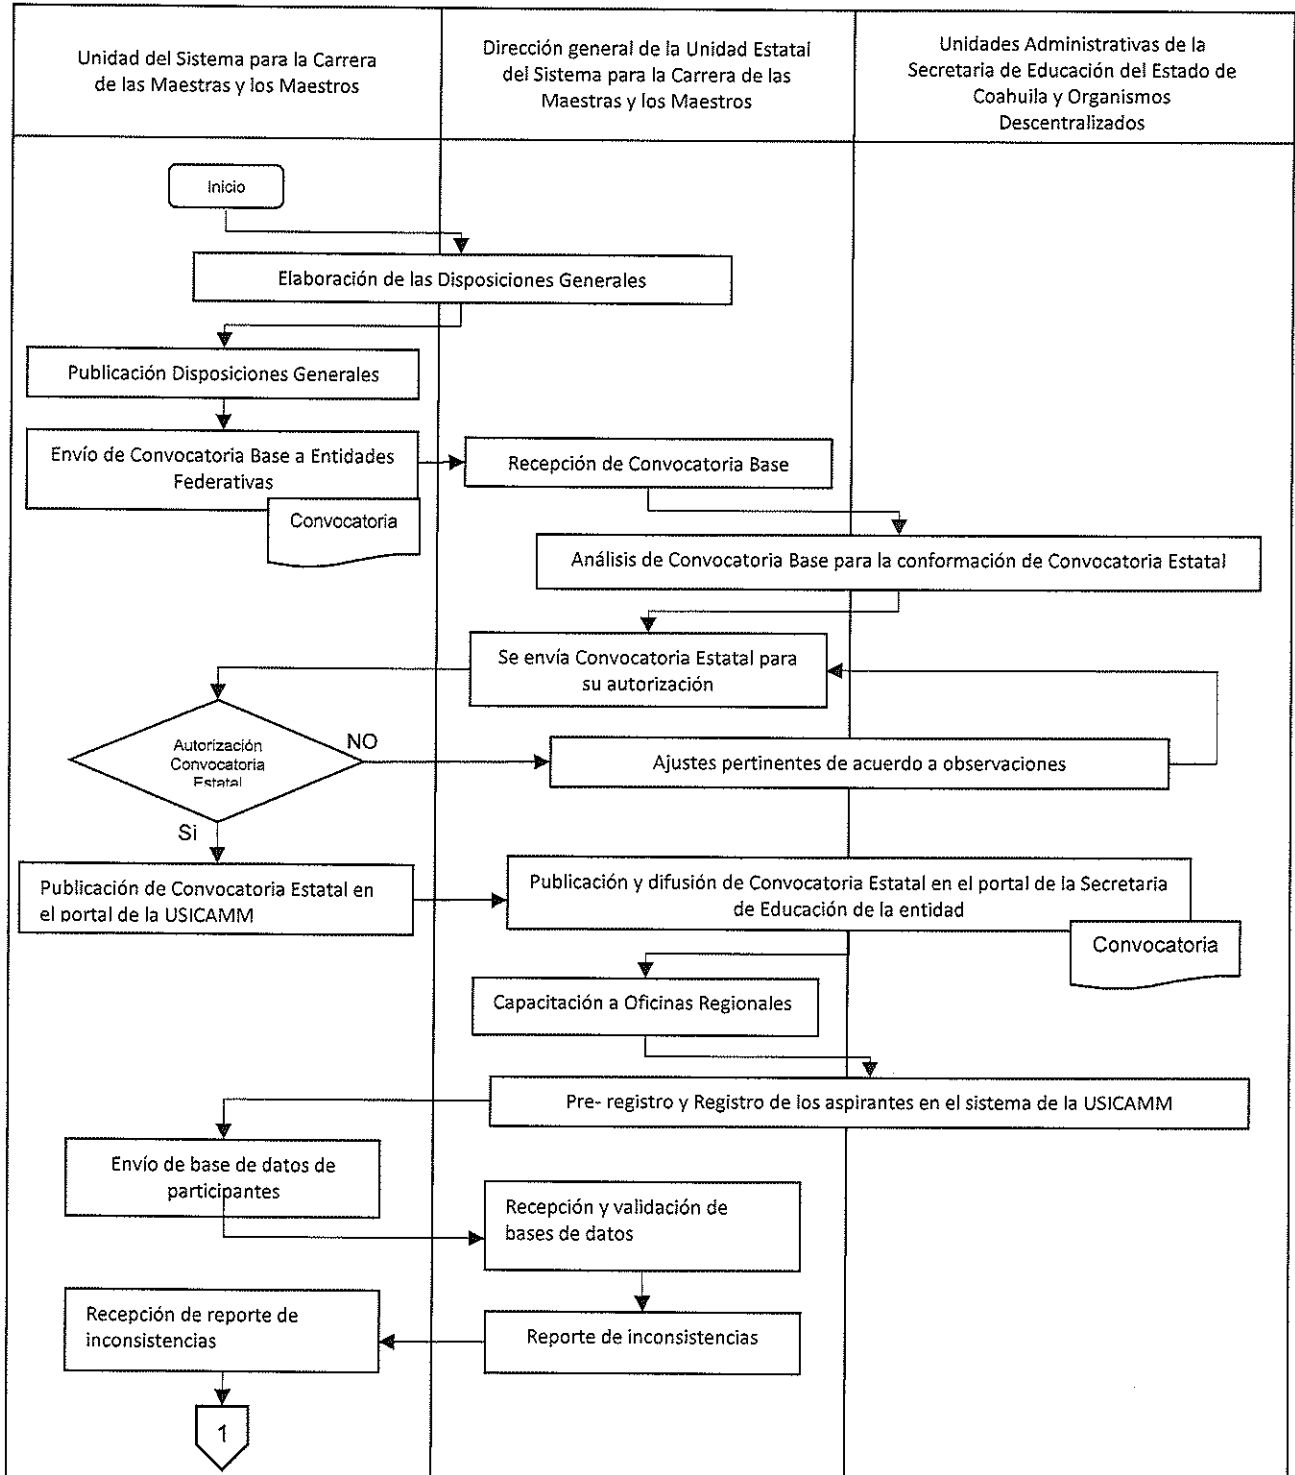 Unidad del Sistema para la Carrera
de las Maestras y los Maestros
Dirección general de la Unidad Estatal
del Sistema para la Carrera de las
Maestras y los Maestros
Unidades Administrativas de la
Secretaria de Educación del Estado de
Coahuila y Organismos
Descentralizados
Inicio
Elaboración de las Disposiciones Generales
Publicación Disposiciones Generales
Envío de Convocatoria Base a Entidades
Federativas
Convocatoria
Recepción de Convocatoria Base
Análisis de Convocatoria Base para la conformación de Convocatoria Estatal
Se envía Convocatoria Estatal para
su autorización
Autorización
Convocatoria
Estatal
NO
Ajustes pertinentes de acuerdo a observaciones
Si
Publicación de Convocatoria Estatal en
el portal de la USICAMM
Publicación y difusión de Convocatoria Estatal en el portal de la Secretaria
de Educación de la entidad
Convocatoria
Capacitación a Oficinas Regionales
Pre- registro y Registro de los aspirantes en el sistema de la USICAMM
Envío de base de datos de
participantes
Recepción y validación de
bases de datos
Reporte de inconsistencias
Recepción de reporte de
inconsistencias
1